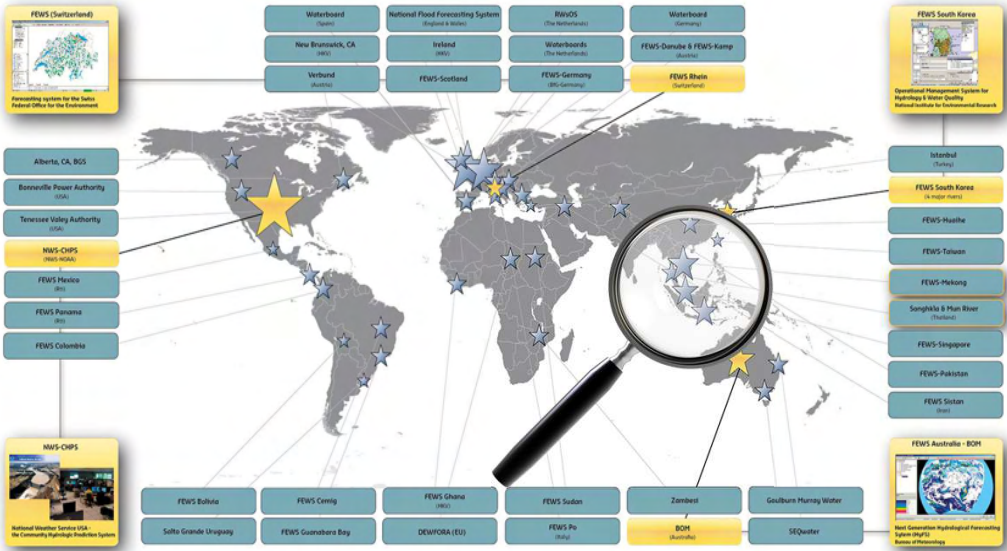 FEWS (Switzerland)
Forecasting system for the Swiss
Federal Office for the Environment
Waterboard
(Spain)
National Flood Forecasting System
(England & Wales)
RWsOS
(The Netherlands)
Waterboard
(Germany)
New Brunswick, CA
(NKV)
Ireland
Waterboards
(The Netherlands)
FEWS-Danube & FEWS-Kamp
(Austria)
Verbund
(Austria)
FEWS-Scotland
FEWS-Germany
(BfG-Germany)
FEWS Rhein
(Switzerland)
FEWS South Korea
Operational Management System for
Hydrology & Water Quality
National Institute for Environmental Research
Alberta, CA, BGS
Bonneville Power Authority
(USA)
Tenessee Valey Authority
(USA)
NWS-CHPS
(NWS-NOAA)
FEWS Mexico
FEWS Panama
FEWS Colombia
Istanbul
(Turkey)
FEWS South Korea
(4 major rivers)
FEWS-Huaihe
FEWS-Taiwan
FEWS-Mekong
Songhkla & Mun River
(Thailand)
FEWS-Singapore
FEWS-Pakistan
FEWS Sistan
(Iran)
NWS-CHPS
National Weather Service USA -
the Community Hydrologic Prediction System
FEWS Bolivia
FEWS Cemig
FEWS Ghana
FEWS Sudan
Zambesi
Goulburn Murray Water
Salto Grande Uruguay
FEWS Guanabara Bay
DEWFORA (EU)
FEWS Po
(Italy)
BOM
(Australia)
SEQwater
FEWS Australia - BOM
Next Generation Hydrological Forecasting
System (HyFS)
Bureau of Meteorology